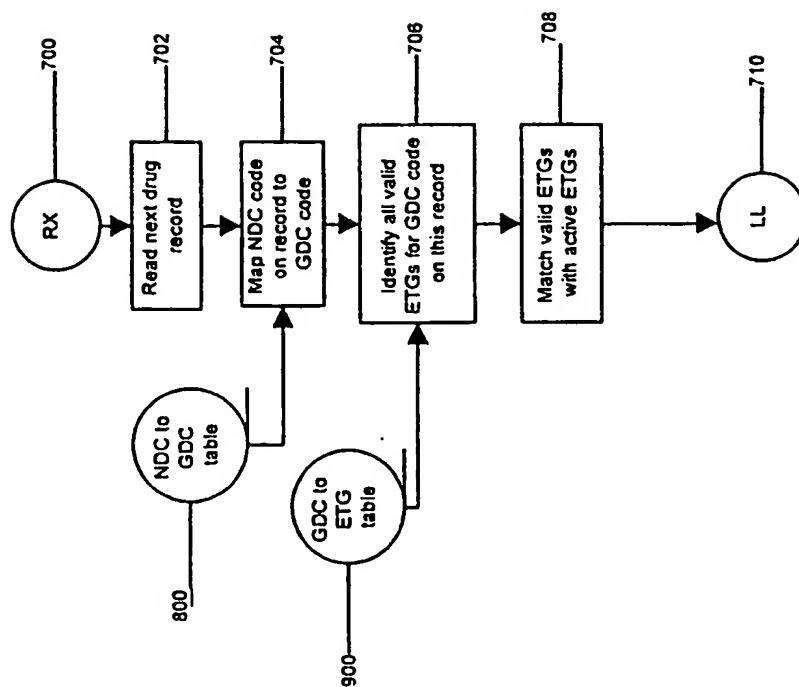 RX
700
Read next drug
record
702
NDC to
GDC
table
800
Map NDC code
on record to
GDC code
704
GDC to
ETG
table
900
Identify all valid
ETGs for GDC code
on this record
706
Match valid ETGs
with active ETGs
708
LL
710